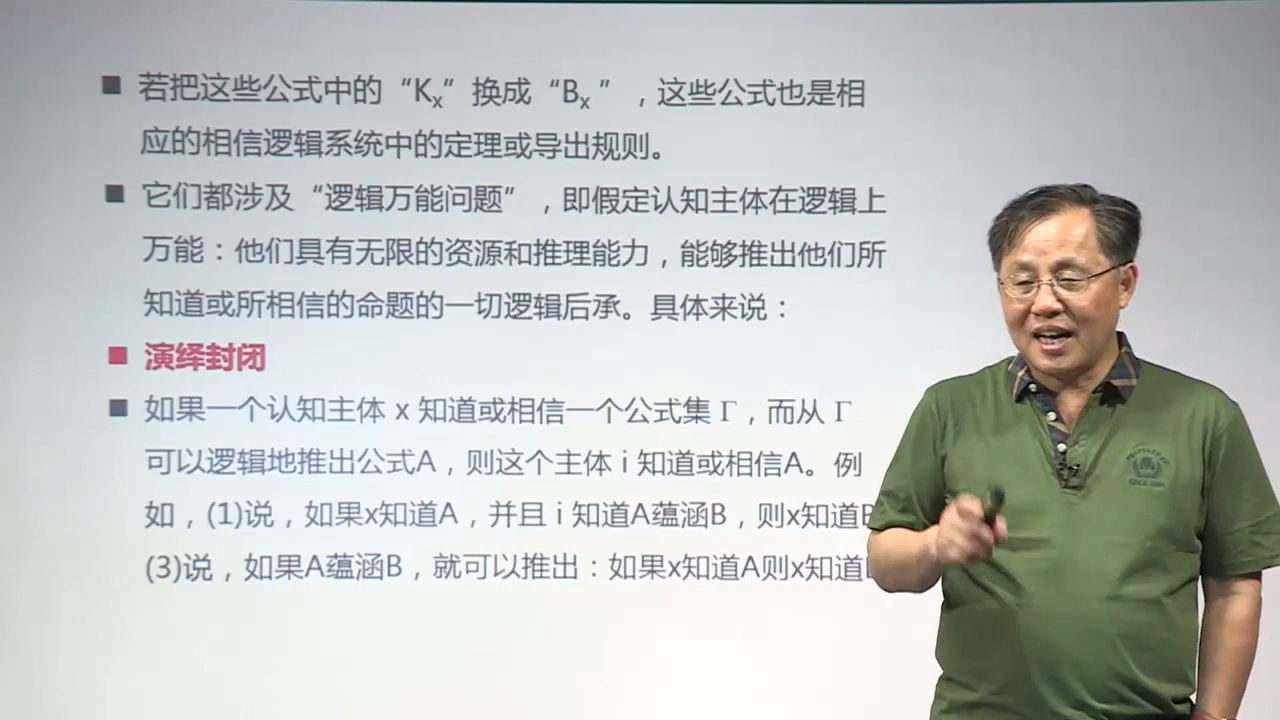 若把这些公式中的“Kx”换成“Bx ”，这些公式也是相
应的相信逻辑系统中的定理或导出规则。
它们都涉及“逻辑万能问题”，即假定认知主体在逻辑上
万能：他们具有无限的资源和推理能力，能够推出他们所
知道或所相信的命题的一切逻辑后承。具体来说：
演绎封闭
如果一个认知主体 x 知道或相信一个公式集 Γ，而从 Γ
可以逻辑地推出公式A，则这个主体 i 知道或相信A。例
如，(1)说，如果x知道A，并且 i 知道A蕴涵B，则x知道B
(3)说，如果A蕴涵B，就可以推出：如果x知道A则x知道